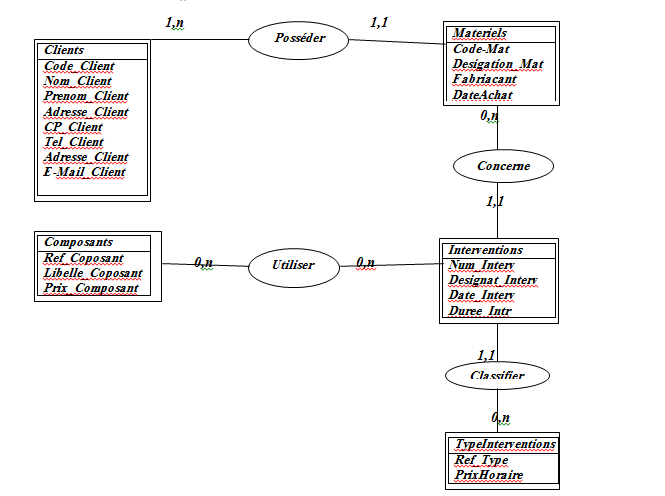 1,n
Posséder
1,1
Clients
Code_Client
Nom_Client
Prenom_Client
Adresse_Client
CP_Client
Tel_Client
Adresse_Client
E-Mail_Client
Materiels
Code-Mat
Desigation_Mat
Fabriacant
DateAchat
0,n
Concerne
1,1
Composants
Ref_Coposant
Libelle_Coposant
Prix_Composant
0,n
Utiliser
0,n
Interventions
Num_Interv
Designat_Interv
Date_Interv
Duree_Intr
1,1
Classifier
0,n
TypeInterventions
Ref_Type
PrixHoraire